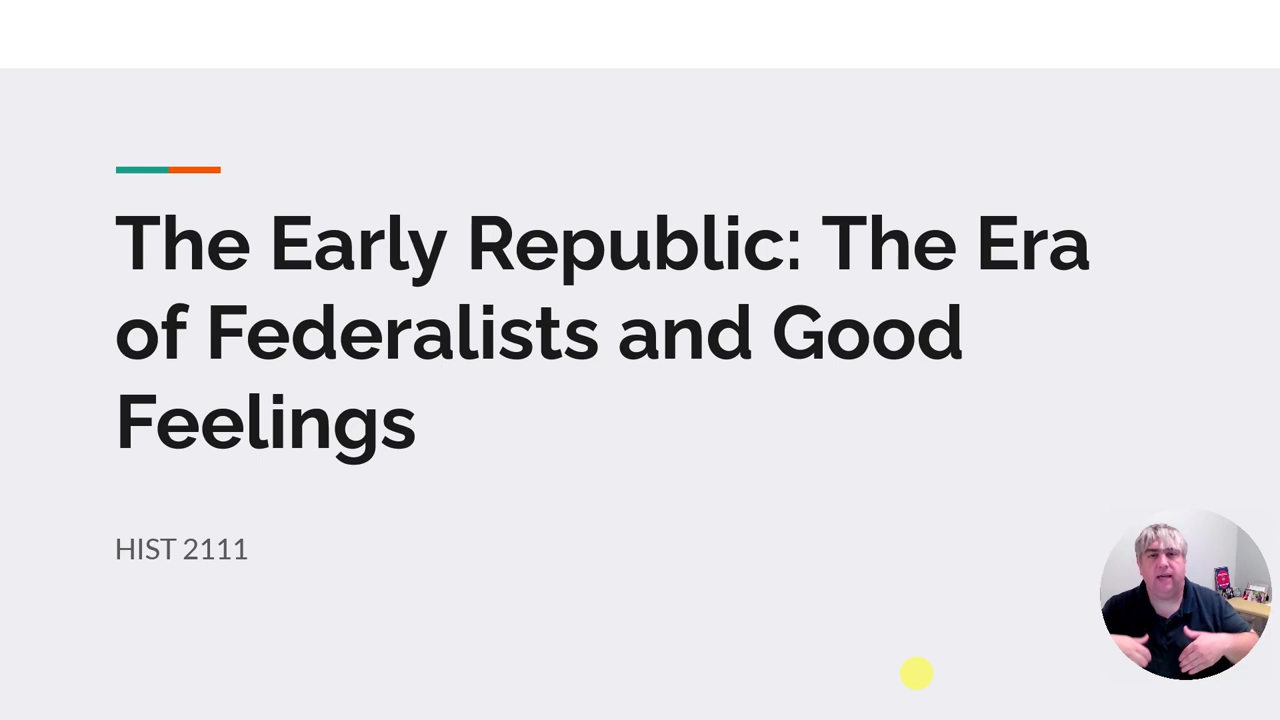 The Early Republic: The Era
of Federalists and Good
Feelings
HIST 2111